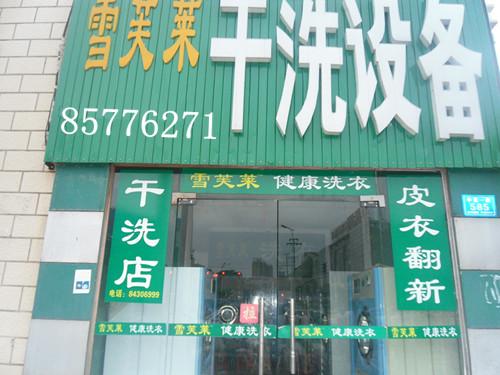 雪芙莱干洗设备
85776271
雪芙莱 健康洗衣
干洗店
电话：84306999
皮衣翻新
585
拉
雪芙莱 健康洗衣 雪芙莱 健康洗衣 雪芙莱 健康洗衣 雪芙莱 健康洗衣